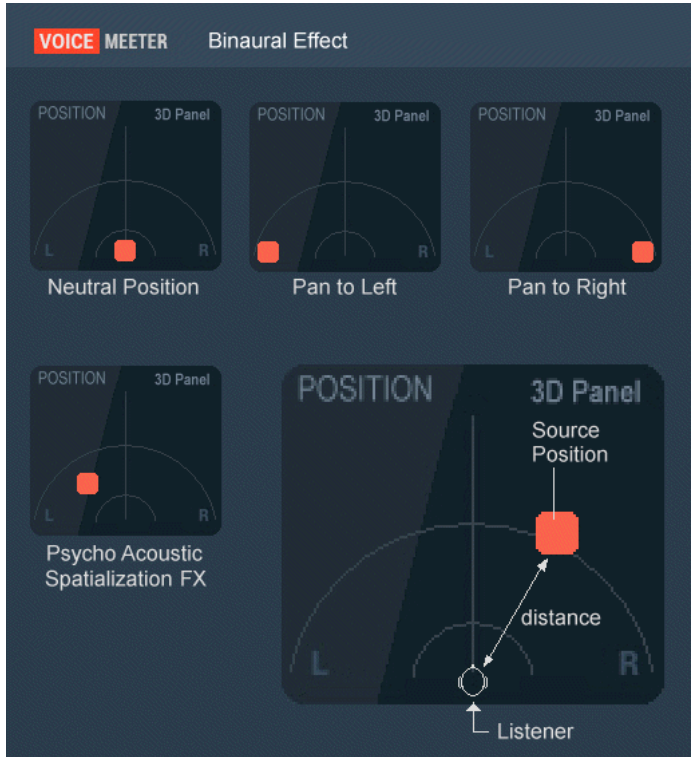 VOICE MEETER Binaural Effect
POSITION 3D Panel
L R
Neutral Position
POSITION 3D Panel
R
Pan to Left
POSITION 3D Panel
L
Pan to Right
POSITION 3D Panel
L R
Psycho Acoustic
Spatialization FX
POSITION 3D Panel
Source
Position
distance
L R
Listener